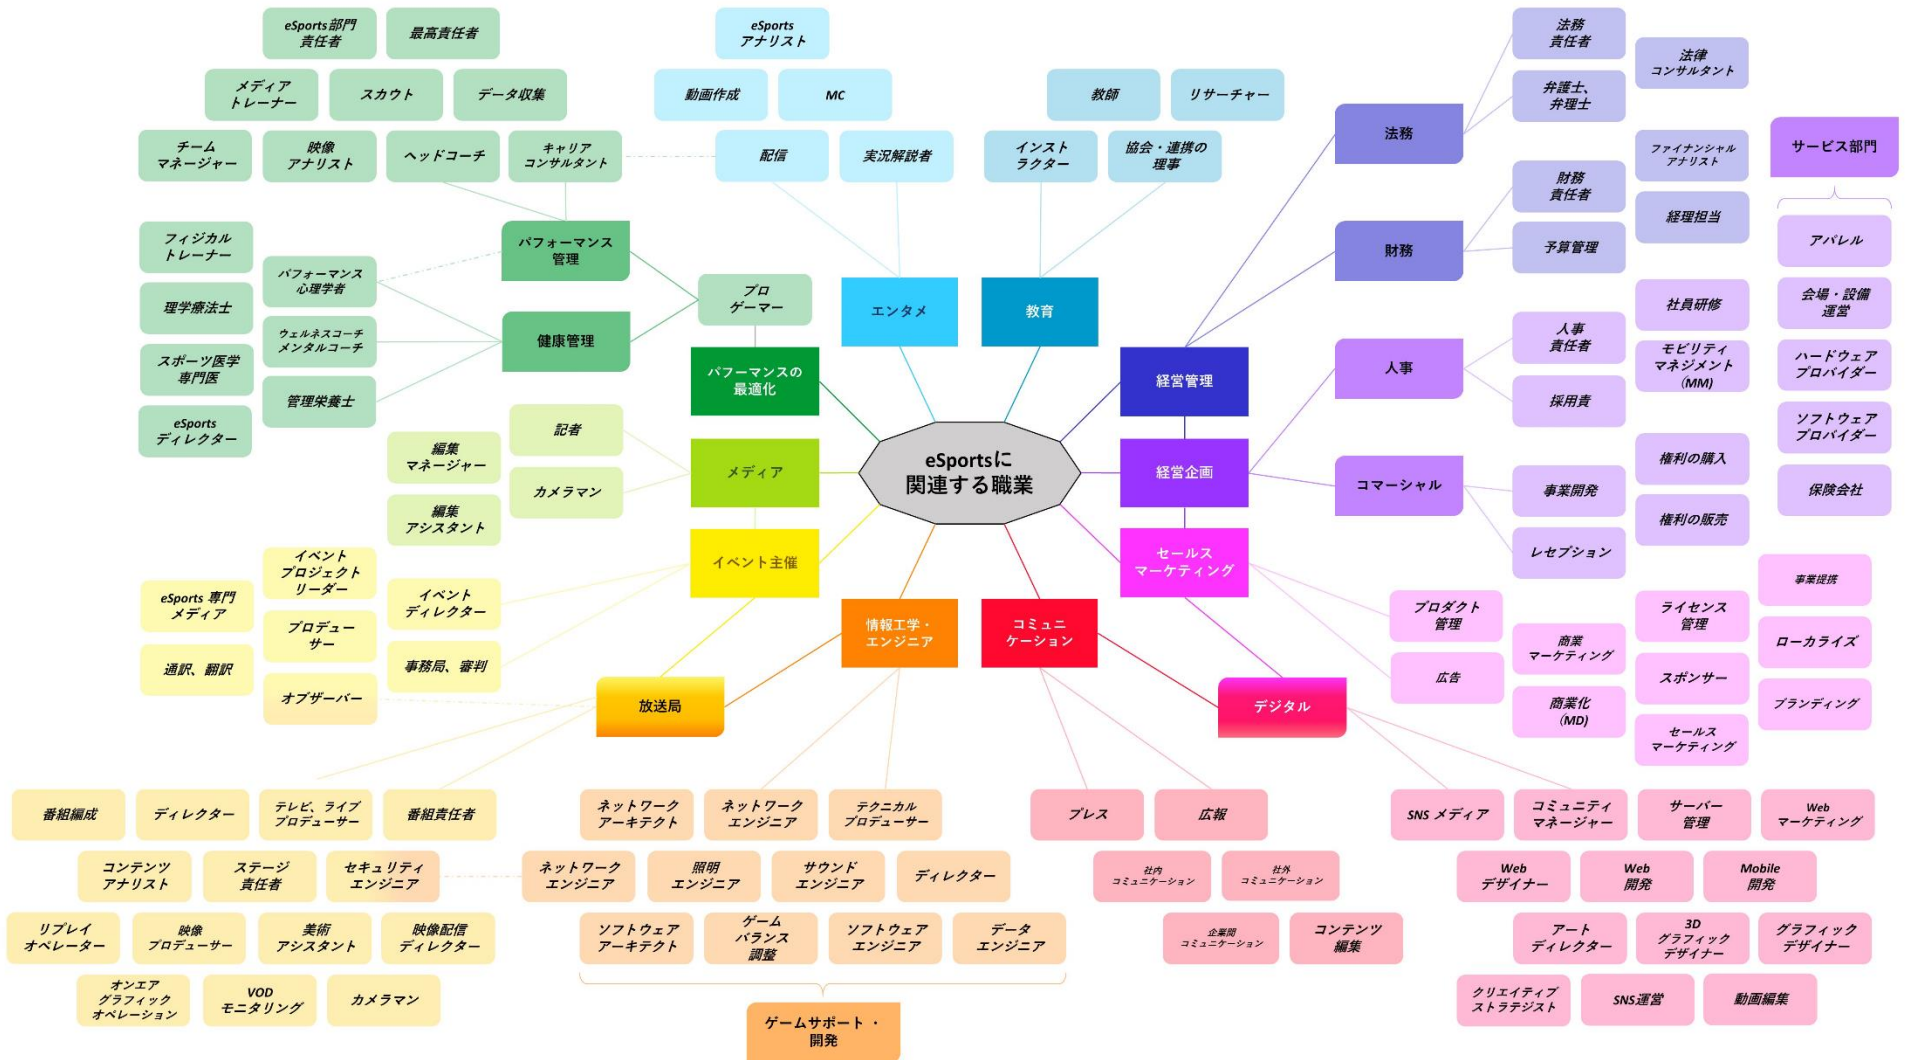 eSports部門
責任者
最高責任者
メディア
トレーナー
スカウト
データ収集
チーム
マネージャー
映像
アナリスト
ヘッドコーチ
キャリア
コンサルタント
フィジカル
トレーナー
パフォーマンス
心理学者
理学療法士
ウェルネスコーチ
メンタルコーチ
スポーツ医学
専門医
管理栄養士
eSports
ディレクター
パフォーマンス
管理
健康管理
プロ
ゲーマー
パフーマンスの
最適化
eSports
アナリスト
動画作成
MC
配信
実況解説者
エンタメ
教師
リサーチャー
インスト
ラクター
協会・連携の
理事
教育
法務
責任者
法律
コンサルタント
弁護士、
弁理士
法務
ファイナンシャル
アナリスト
財務
責任者
経理担当
予算管理
財務
経営管理
サービス部門
アパレル
会場・設備
運営
ハードウェア
プロバイダー
ソフトウェア
プロバイダー
保険会社
社員研修
人事
責任者
モビリティ
マネジメント
(MM)
採用責
人事
権利の購入
事業開発
権利の販売
レセプション
コマーシャル
経営企画
eSportsに
関連する職業
記者
編集
マネージャー
カメラマン
編集
アシスタント
メディア
イベント主催
イベント
プロジェクト
リーダー
eSports 専門
メディア
イベント
ディレクター
プロデュー
サー
通訳、翻訳
事務局、審判
オブザーバー
放送局
情報工学・
エンジニア
コミュニ
ケーション
セールス
マーケティング
デジタル
プロダクト
管理
広告
商業
マーケティング
商業化
(MD)
ライセンス
管理
スポンサー
セールス
マーケティング
事業提携
ローカライズ
ブランディング
番組編成
ディレクター
テレビ、ライブ
プロデューサー
番組責任者
コンテンツ
アナリスト
ステージ
責任者
セキュリティ
エンジニア
リプレイ
オペレーター
映像
プロデューサー
美術
アシスタント
映像配信
ディレクター
オンエア
グラフィック
オペレーション
VOD
モニタリング
カメラマン
ネットワーク
アーキテクト
ネットワーク
エンジニア
テクニカル
プロデューサー
ネットワーク
エンジニア
照明
エンジニア
サウンド
エンジニア
ディレクター
ソフトウェア
アーキテクト
ゲーム
バランス
調整
ソフトウェア
エンジニア
データ
エンジニア
ゲームサポート・
開発
プレス
広報
社内
コミュニケーション
社外
コミュニケーション
企業間
コミュニケーション
コンテンツ
編集
SNS メディア
コミュニティ
マネージャー
サーバー
管理
Web
マーケティング
Web
デザイナー
Web
開発
Mobile
開発
アート
ディレクター
3D
グラフィック
デザイナー
グラフィック
デザイナー
クリエイティブ
ストラテジスト
SNS運営
動画編集